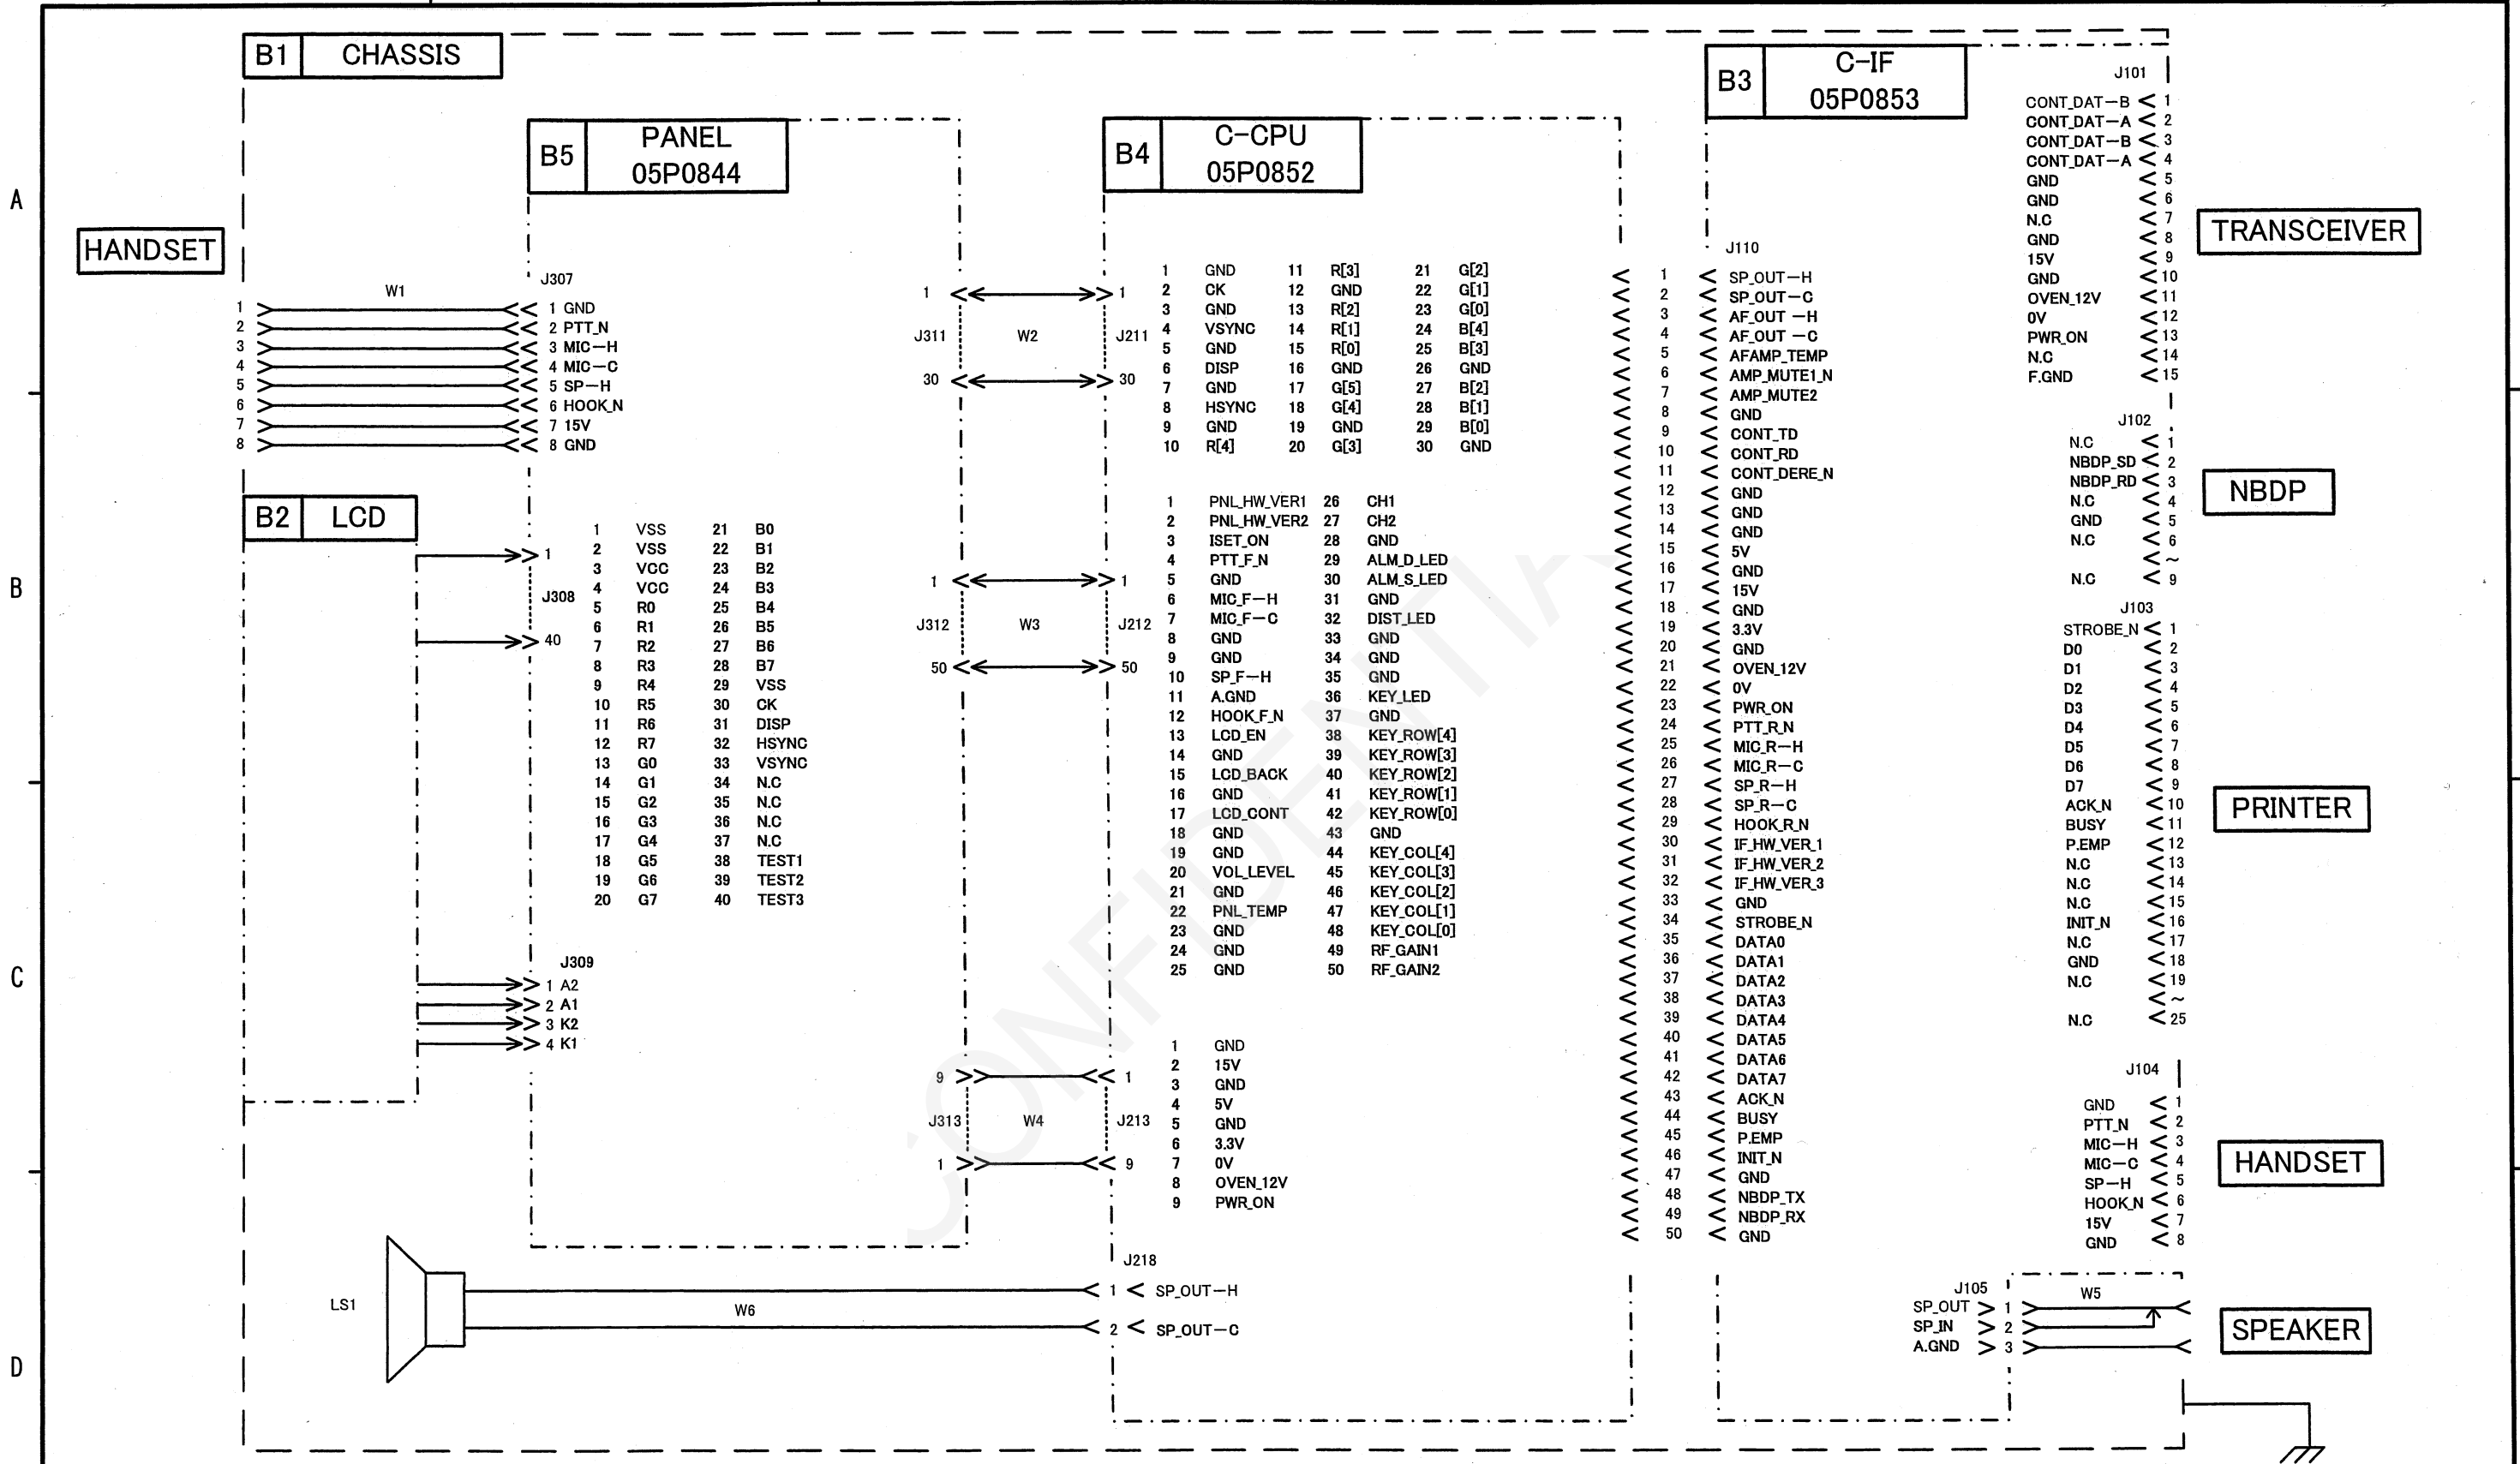 B1 CHASSIS
B3 C-IF
05P0853
B5 PANEL
05P0844
B4 C-CPU
05P0852
A
B
C
D
HANDSET
W1
1
2
3
4
5
6
7
8
J307
1 GND
2 PTT_N
3 MIC-H
4 MIC-C
5 SP-H
6 HOOK_N
7 15V
8 GND
B2 LCD
1
J308
40
1 VSS 21 B0
2 VSS 22 B1
3 VCC 23 B2
4 VCC 24 B3
5 R0 25 B4
6 R1 26 B5
7 R2 27 B6
8 R3 28 B7
9 R4 29 VSS
10 R5 30 CK
11 R6 31 DISP
12 R7 32 HSYNC
13 G0 33 VSYNC
14 G1 34 N.C
15 G2 35 N.C
16 G3 36 N.C
17 G4 37 N.C
18 G5 38 TEST1
19 G6 39 TEST2
20 G7 40 TEST3
J309
1 A2
2 A1
3 K2
4 K1
1 1
J311 W2 J211
30 30
1 GND 11 R[3] 21 G[2]
2 CK 12 GND 22 G[1]
3 GND 13 R[2] 23 G[0]
4 VSYNC 14 R[1] 24 B[4]
5 GND 15 R[0] 25 B[3]
6 DISP 16 GND 26 GND
7 GND 17 G[5] 27 B[2]
8 HSYNC 18 G[4] 28 B[1]
9 GND 19 GND 29 B[0]
10 R[4] 20 G[3] 30 GND
1 1
J312 W3 J212
50 50
1 PNL_HW_VER1 26 CH1
2 PNL_HW_VER2 27 CH2
3 ISET_ON 28 GND
4 PTT_F_N 29 ALM_D_LED
5 GND 30 ALM_S_LED
6 MIC_F-H 31 GND
7 MIC_F-C 32 DIST_LED
8 GND 33 GND
9 GND 34 GND
10 SP_F-H 35 GND
11 A.GND 36 KEY_LED
12 HOOK_F_N 37 GND
13 LCD_EN 38 KEY_ROW[4]
14 GND 39 KEY_ROW[3]
15 LCD_BACK 40 KEY_ROW[2]
16 GND 41 KEY_ROW[1]
17 LCD_CONT 42 KEY_ROW[0]
18 GND 43 GND
19 GND 44 KEY_COL[4]
20 VOL_LEVEL 45 KEY_COL[3]
21 GND 46 KEY_COL[2]
22 PNL_TEMP 47 KEY_COL[1]
23 GND 48 KEY_COL[0]
24 GND 49 RF_GAIN1
25 GND 50 RF_GAIN2
9 1
J313 W4 J213
1 9
1 GND
2 15V
3 GND
4 5V
5 GND
6 3.3V
7 0V
8 OVEN_12V
9 PWR_ON
LS1
W6
J218
1 SP_OUT-H
2 SP_OUT-C
J110
1 SP_OUT-H
2 SP_OUT-C
3 AF_OUT -H
4 AF_OUT -C
5 AFAMP_TEMP
6 AMP_MUTE1_N
7 AMP_MUTE2
8 GND
9 CONT_TD
10 CONT_RD
11 CONT_DERE_N
12 GND
13 GND
14 GND
15 5V
16 GND
17 15V
18 GND
19 3.3V
20 GND
21 OVEN_12V
22 0V
23 PWR_ON
24 PTT_R_N
25 MIC_R-H
26 MIC_R-C
27 SP_R-H
28 SP_R-C
29 HOOK_R_N
30 IF_HW_VER_1
31 IF_HW_VER_2
32 IF_HW_VER_3
33 GND
34 STROBE_N
35 DATA0
36 DATA1
37 DATA2
38 DATA3
39 DATA4
40 DATA5
41 DATA6
42 DATA7
43 ACK_N
44 BUSY
45 P.EMP
46 INIT_N
47 GND
48 NBDP_TX
49 NBDP_RX
50 GND
J101
CONT_DAT-B 1
CONT_DAT-A 2
CONT_DAT-B 3
CONT_DAT-A 4
GND 5
GND 6
N.C 7
GND 8
15V 9
GND 10
OVEN_12V 11
0V 12
PWR_ON 13
N.C 14
F.GND 15
TRANSCEIVER
J102
N.C 1
NBDP_SD 2
NBDP_RD 3
N.C 4
GND 5
N.C 6
~
N.C 9
NBDP
J103
STROBE_N 1
D0 2
D1 3
D2 4
D3 5
D4 6
D5 7
D6 8
D7 9
ACK_N 10
BUSY 11
P.EMP 12
N.C 13
N.C 14
N.C 15
INIT_N 16
N.C 17
GND 18
N.C 19
~
N.C 25
PRINTER
J104
GND 1
PTT_N 2
MIC-H 3
MIC-C 4
SP-H 5
HOOK_N 6
15V 7
GND 8
HANDSET
J105 W5
SP_OUT 1
SP_IN 2
A.GND 3
SPEAKER
CONFIDENTIA